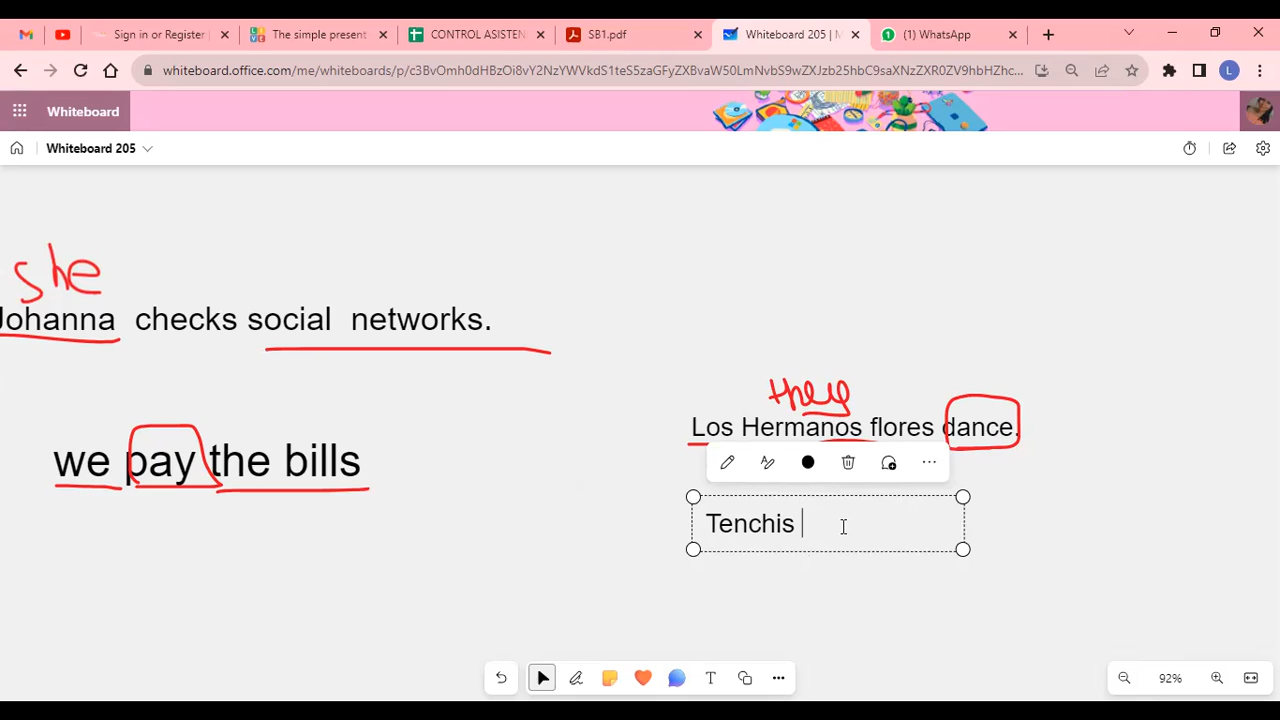 Sign in or Register
The simple present
CONTROL ASISTEN
SB1.pdf
Whiteboard 205 | M
(1) WhatsApp
whiteboard.office.com/me/whiteboards/p/c3BvOmh0dHBzOi8vY2NzYWVkdS1teS5zaGFyZXBvaW50LmNvbS9wZXJzb25hbC9saXNzZXR0ZV9hbHZhc...
L
Whiteboard
Whiteboard 205
she
Johanna checks social networks.
they
Los Hermanos flores dance.
we pay the bills
Tenchis
92%